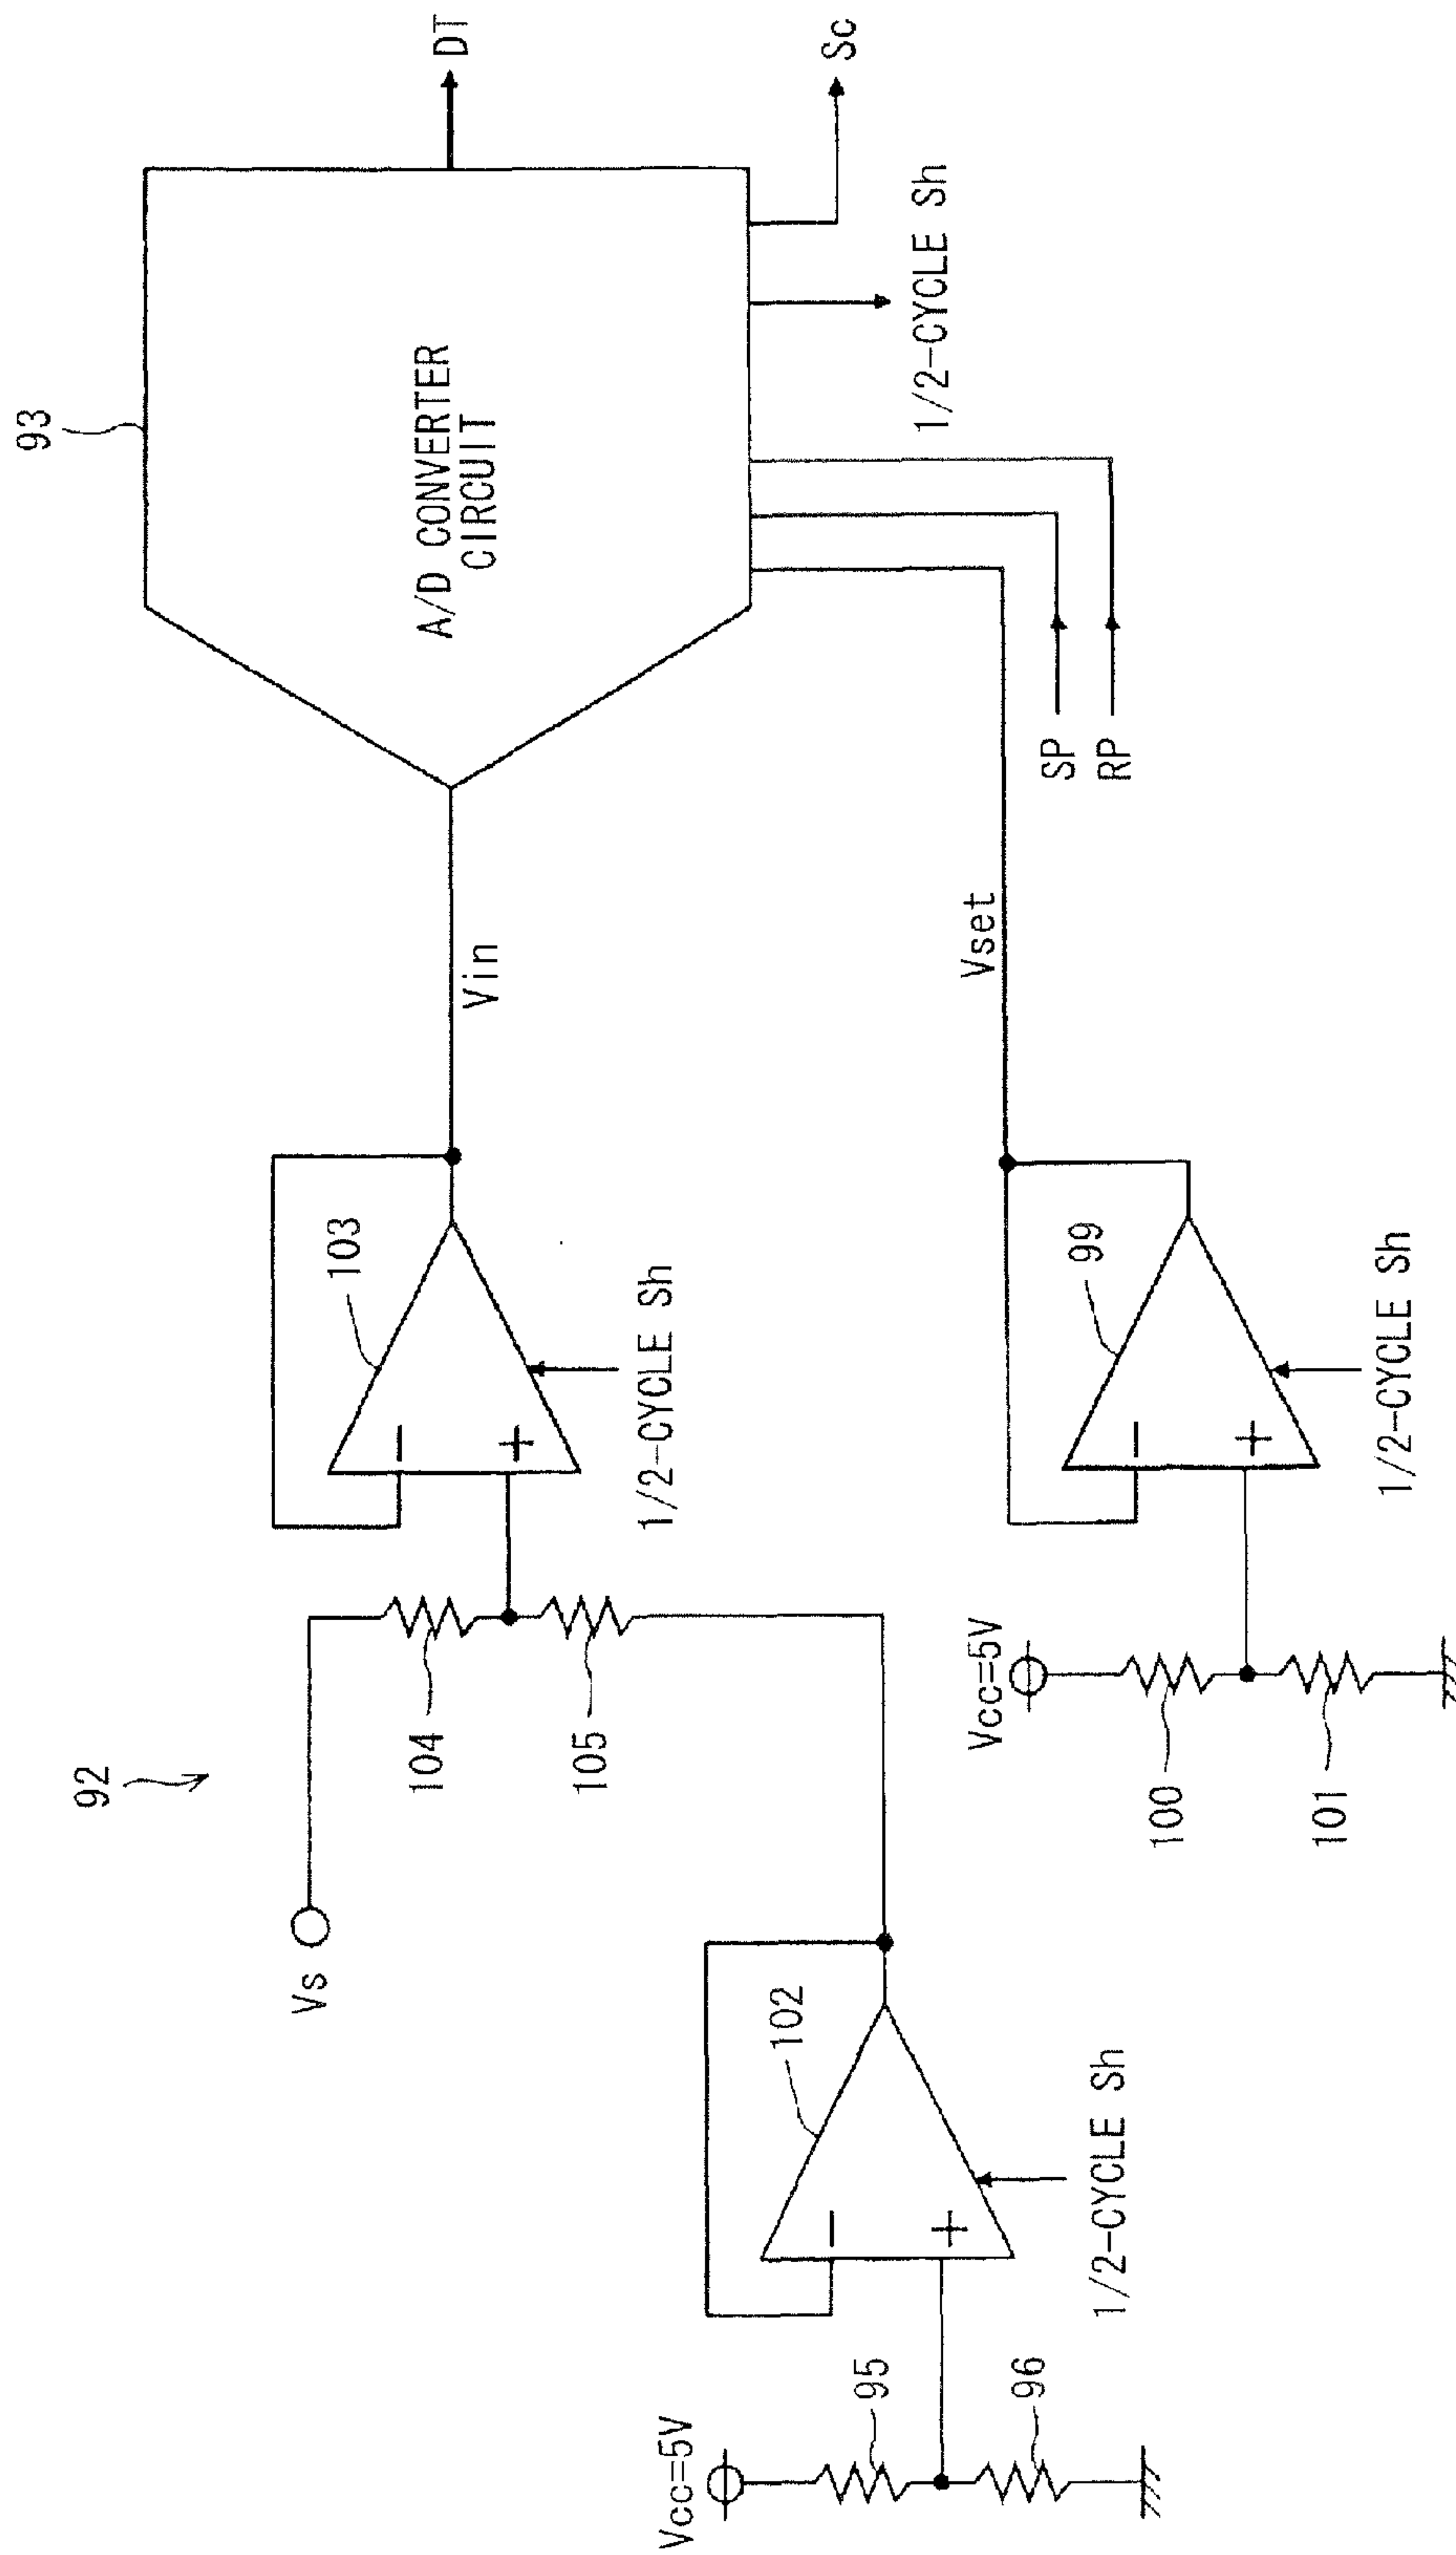 93
A/D CONVERTER
CIRCUIT
DT
Sc
1/2-CYCLE Sh
SP
RP
Vin
Vset
103
1/2-CYCLE Sh
99
1/2-CYCLE Sh
92
Vs
104
105
Vcc=5V
100
101
102
1/2-CYCLE Sh
Vcc=5V
95
96